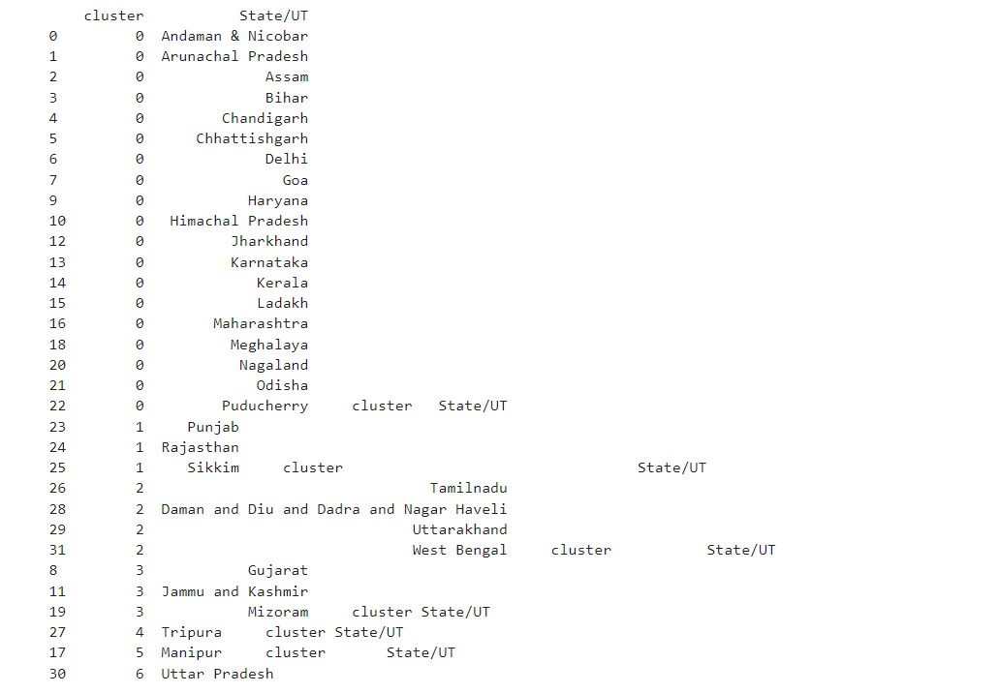 cluster State/UT
0 0 Andaman & Nicobar
1 0 Arunachal Pradesh
2 0 Assam
3 0 Bihar
4 0 Chandigarh
5 0 Chhattishgarh
6 0 Delhi
7 0 Goa
9 0 Haryana
10 0 Himachal Pradesh
12 0 Jharkhand
13 0 Karnataka
14 0 Kerala
15 0 Ladakh
16 0 Maharashtra
18 0 Meghalaya
20 0 Nagaland
21 0 Odisha
22 0 Puducherry cluster State/UT
23 1 Punjab
24 1 Rajasthan
25 1 Sikkim cluster State/UT
26 2 Tamilnadu
28 2 Daman and Diu and Dadra and Nagar Haveli
29 2 Uttarakhand
31 2 West Bengal cluster State/UT
8 3 Gujarat
11 3 Jammu and Kashmir
19 3 Mizoram cluster State/UT
27 4 Tripura cluster State/UT
17 5 Manipur cluster State/UT
30 6 Uttar Pradesh